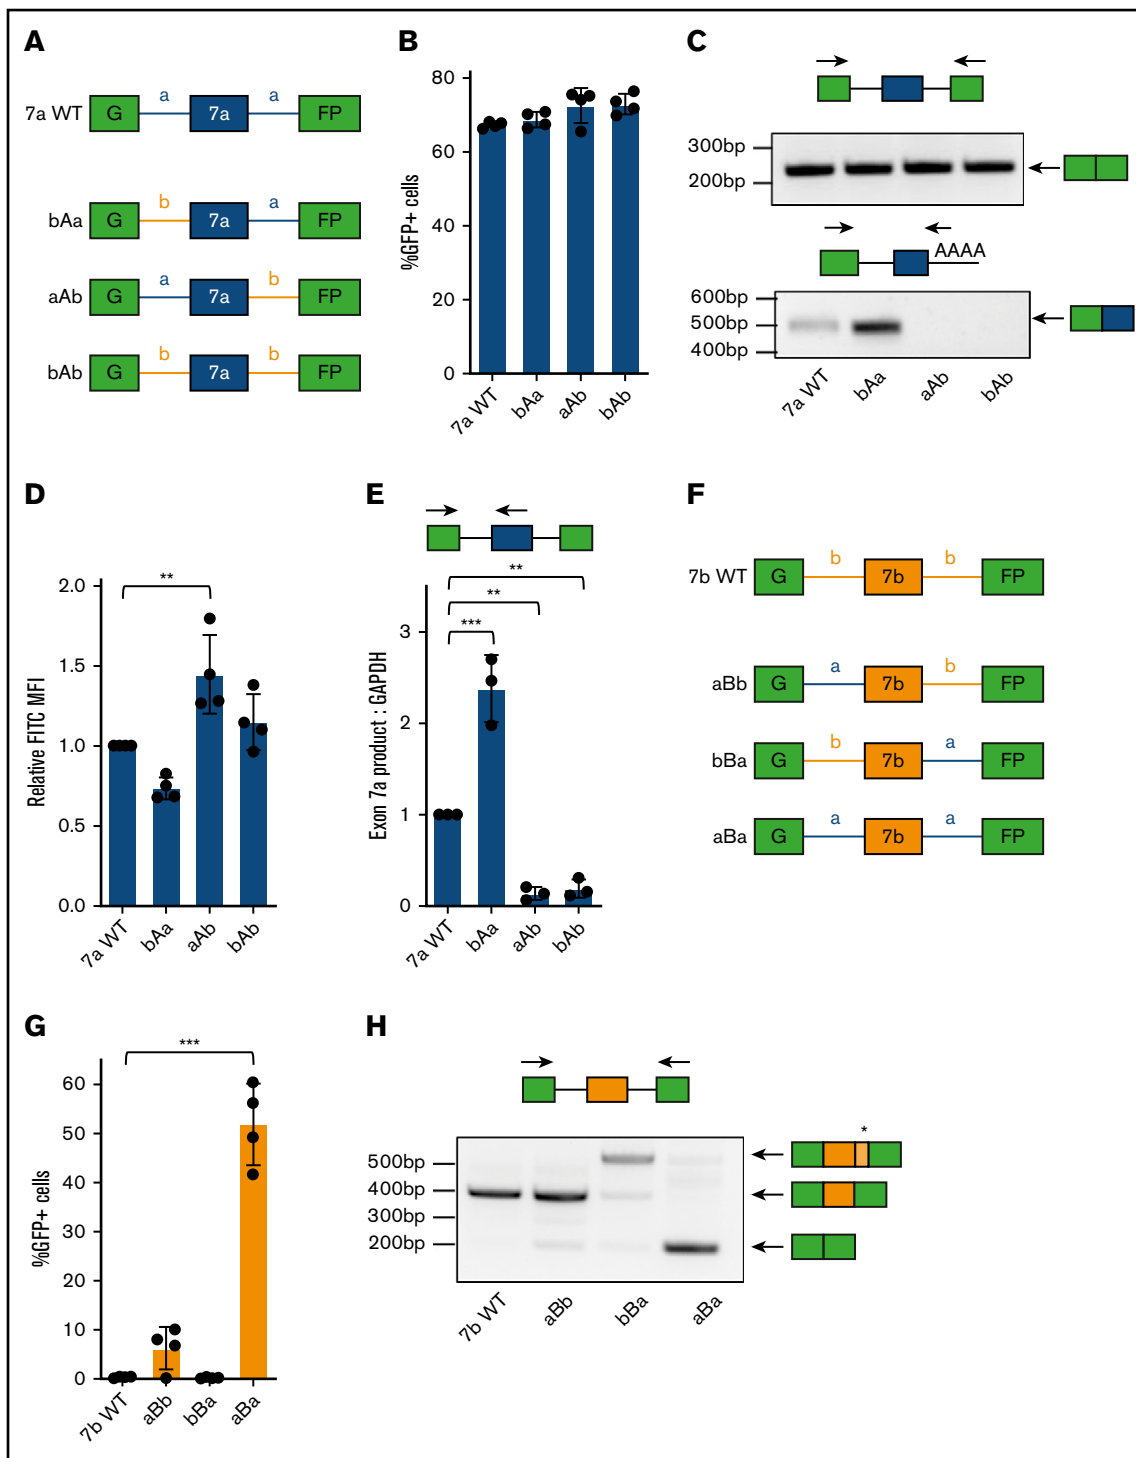 A
7a WT G a 7a a FP
bAa G b 7a a FP
aAb G a 7a b FP
bAb G b 7a b FP
B
%GFP+ cells
80
60
40
20
0
7a WT bAa aAb bAb
C
300bp
200bp
AAAA
600bp
500bp
400bp
7a WT bAa aAb bAb
D
Relative FITC MFI
2.0
1.5
1.0
0.5
0.0
**
7a WT bAa aAb bAb
E
Exon 7a product : GAPDH
**
**
***
3
2
1
0
7a WT bAa aAb bAb
F
7b WT G b 7b b FP
aBb G a 7b b FP
bBa G b 7b a FP
aBa G a 7b a FP
G
%GFP+ cells
***
60
50
40
30
20
10
0
7b WT aBb bBa aBa
H
*
500bp
400bp
300bp
200bp
7b WT aBb bBa aBa